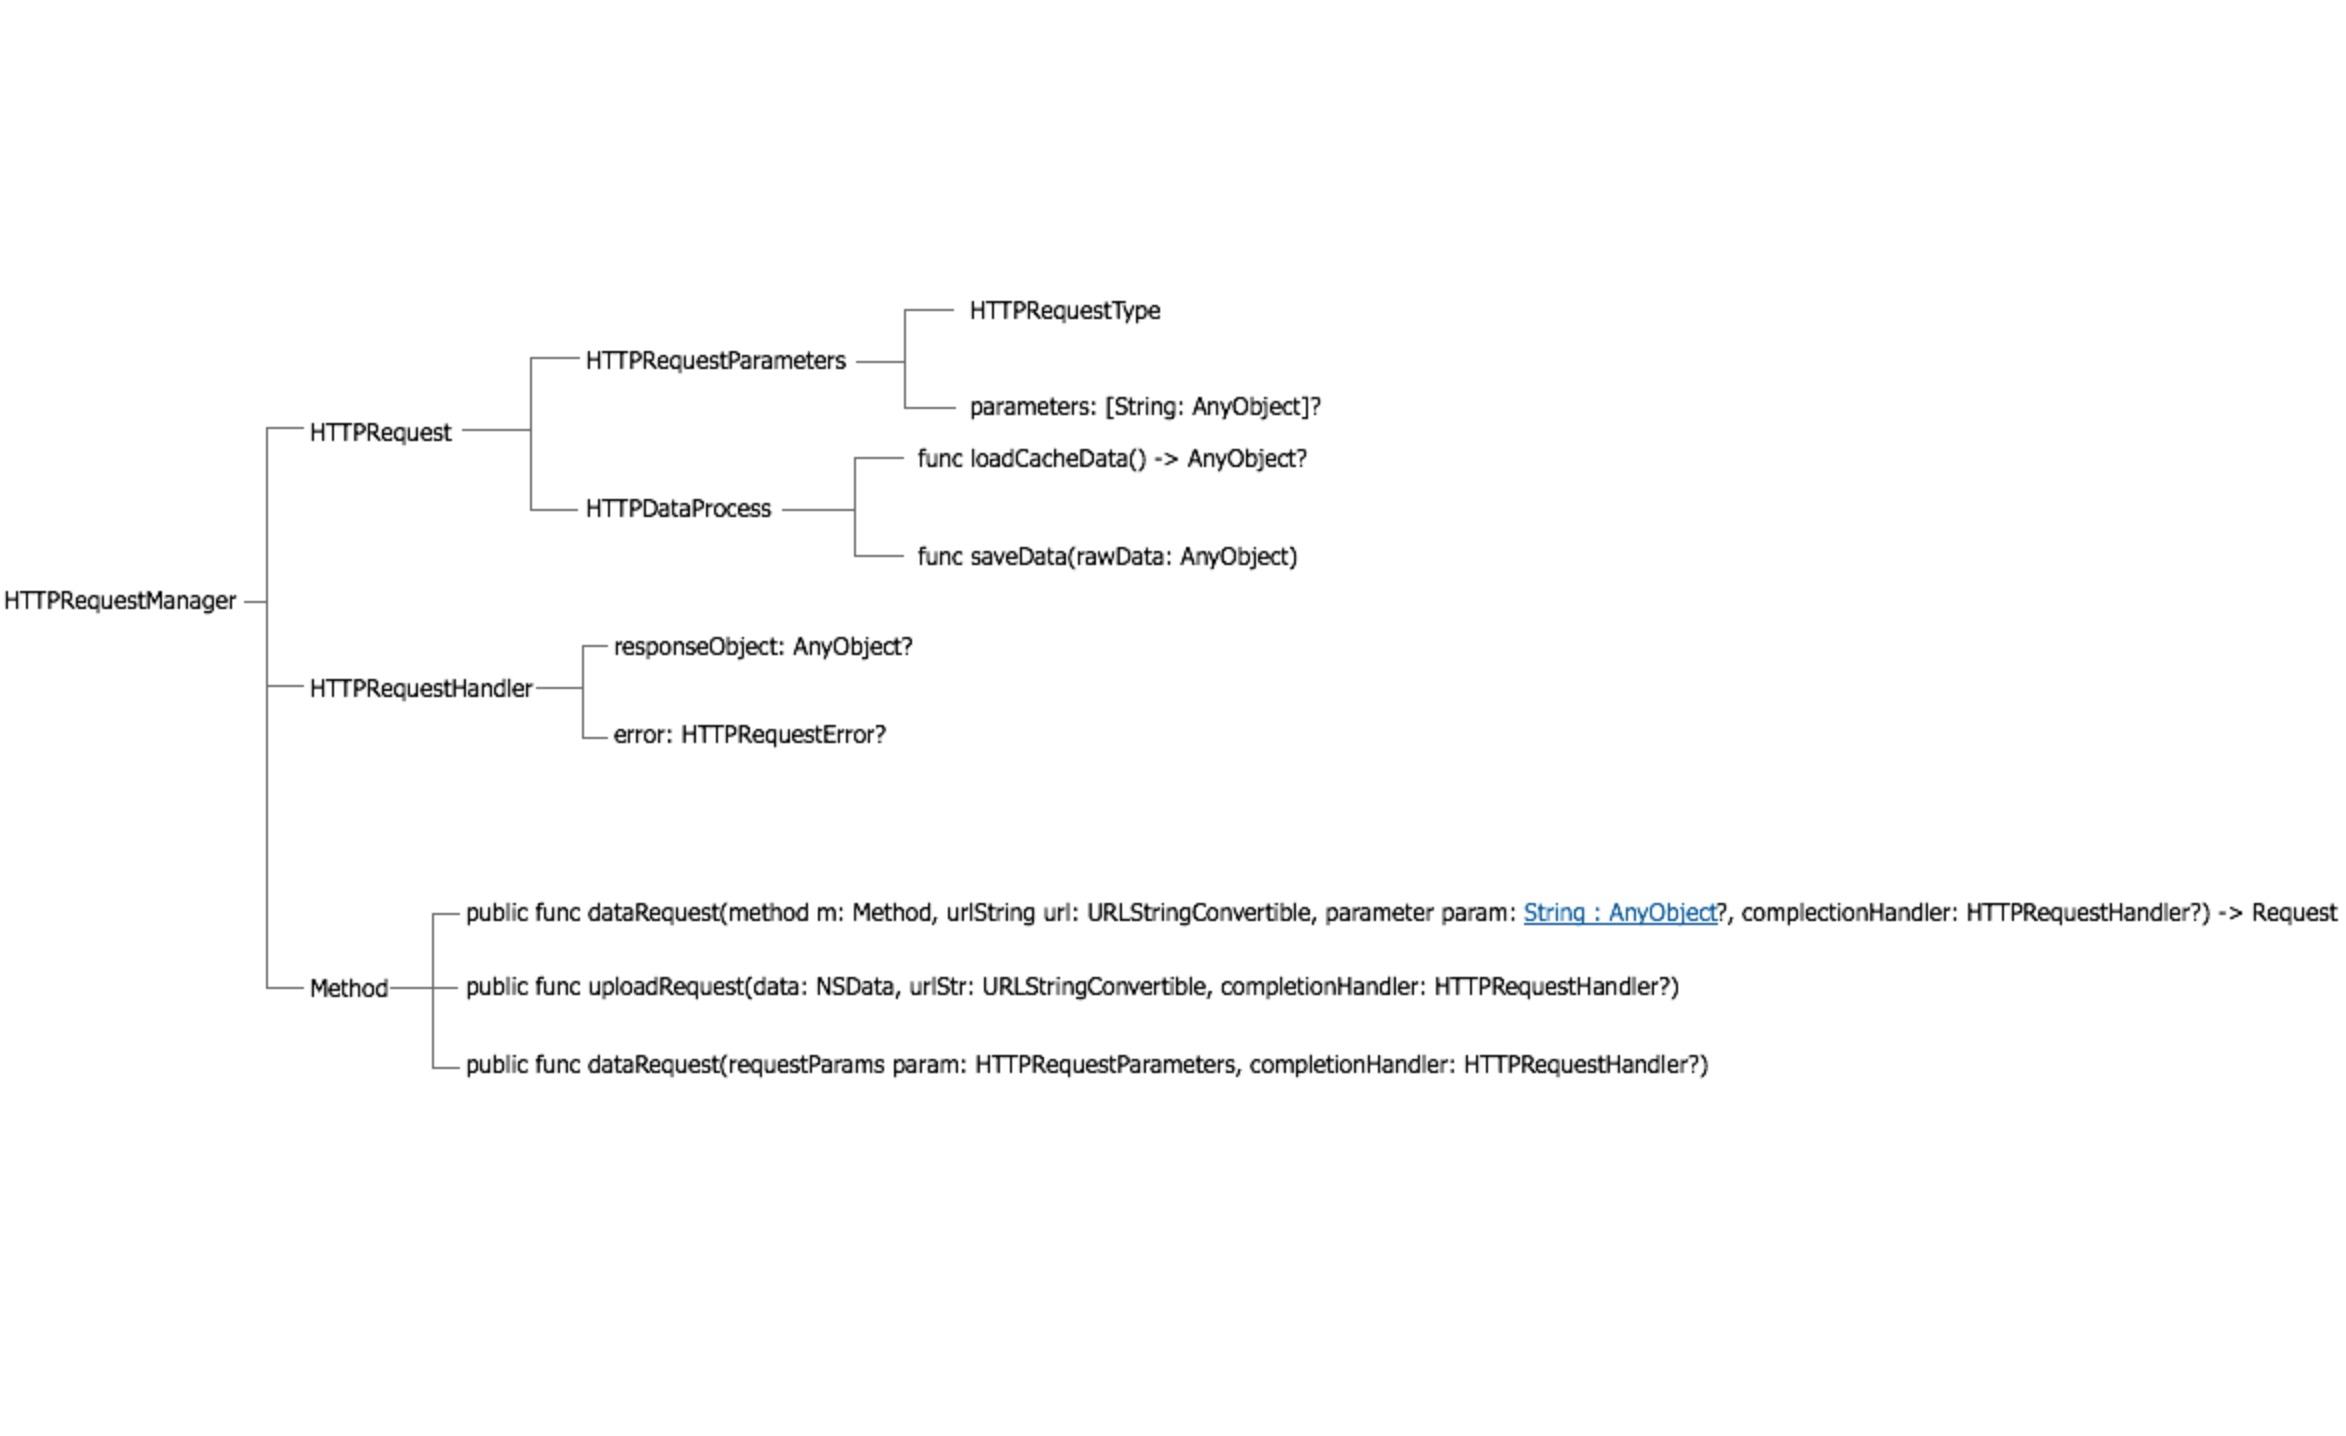 HTTPRequestType
HTTPRequestParameters
parameters: [String: AnyObject]?
HTTPRequest
func loadCacheData() -> AnyObject?
HTTPDataProcess
func saveData(rawData: AnyObject)
HTTPRequestManager
responseObject: AnyObject?
HTTPRequestHandler
error: HTTPRequestError?
public func dataRequest(method m: Method, urlString url: URLStringConvertible, parameter param: String : AnyObject?, complectionHandler: HTTPRequestHandler?) -> Request
Method
public func uploadRequest(data: NSData, urlStr: URLStringConvertible, completionHandler: HTTPRequestHandler?)
public func dataRequest(requestParams param: HTTPRequestParameters, completionHandler: HTTPRequestHandler?)